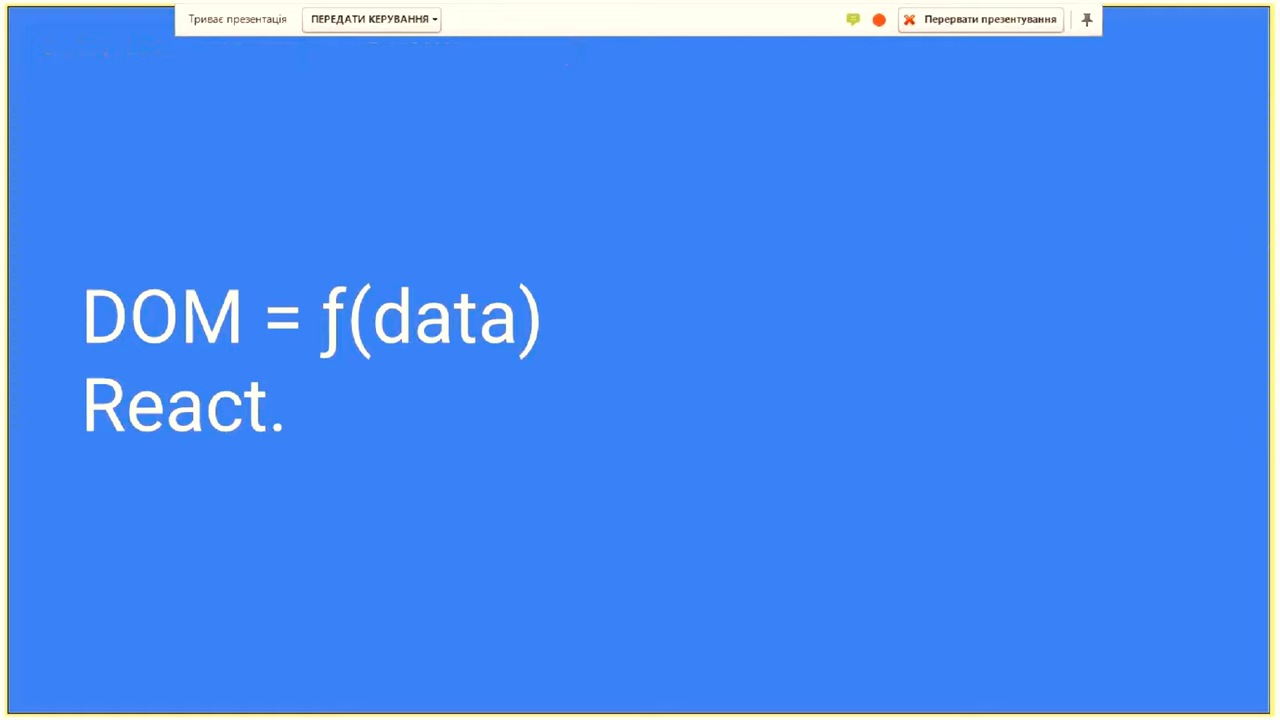 Триває презентація ПЕРЕДАТИ КЕРУВАННЯ Перервати презентування
DOM = ƒ(data)
React.